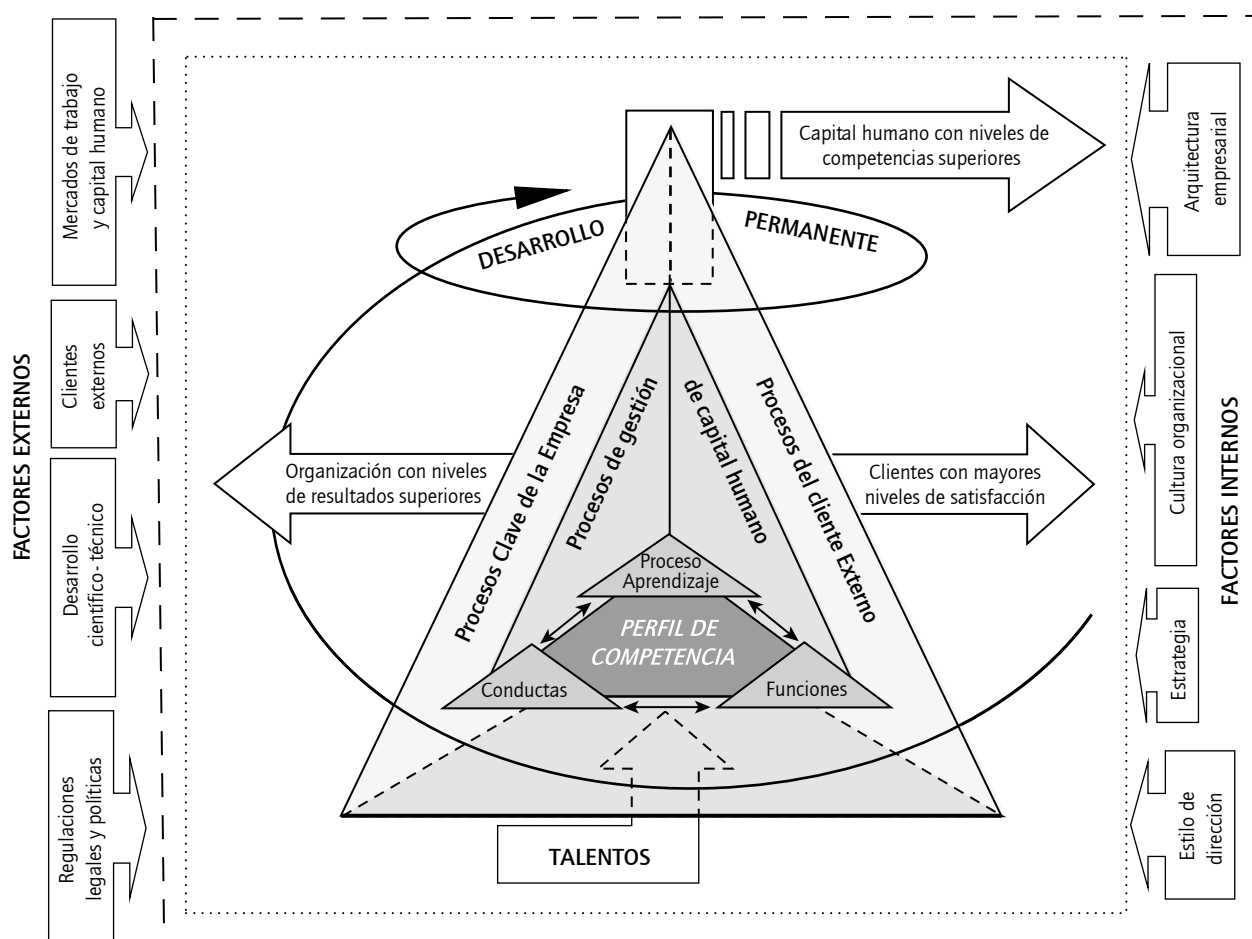 FACTORES EXTERNOS
Mercados de trabajo
y capital humano
Clientes
externos
Desarrollo
científico - técnico
Regulaciones
legales y políticas
Capital humano con niveles de
competencias superiores
DESARROLLO
PERMANENTE
Organización con niveles
de resultados superiores
Procesos Clave de la Empresa
Procesos de gestión
de capital humano
Procesos del cliente Externo
Clientes con mayores
niveles de satisfacción
Proceso
Aprendizaje
PERFIL DE
COMPETENCIA
Conductas
Funciones
TALENTOS
Arquitectura
empresarial
Cultura organizacional
Estrategia
Estilo de
dirección
FACTORES INTERNOS